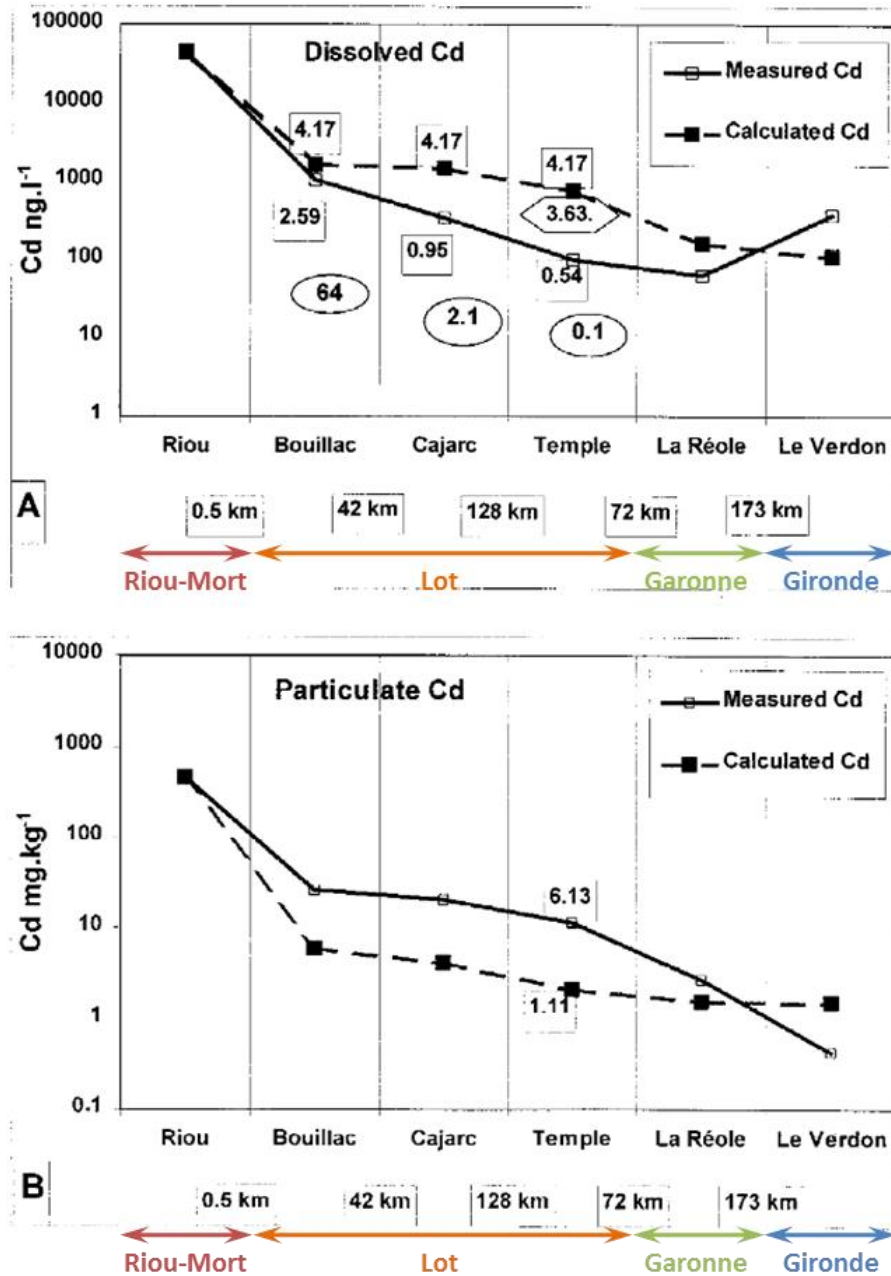 100000
10000
1000
100
10
1
Cd ng.l-1
Dissolved Cd
Measured Cd
Calculated Cd
4.17
4.17
4.17
3.63.
2.59
0.95
0.54
64
2.1
0.1
Riou Bouillac Cajarc Temple La Réole Le Verdon
A
0.5 km 42 km 128 km 72 km 173 km
Riou-Mort Lot Garonne Gironde
10000
1000
100
10
1
0.1
Cd mg.kg-1
Particulate Cd
Measured Cd
Calculated Cd
6.13
1.11
Riou Bouillac Cajarc Temple La Réole Le Verdon
B
0.5 km 42 km 128 km 72 km 173 km
Riou-Mort Lot Garonne Gironde